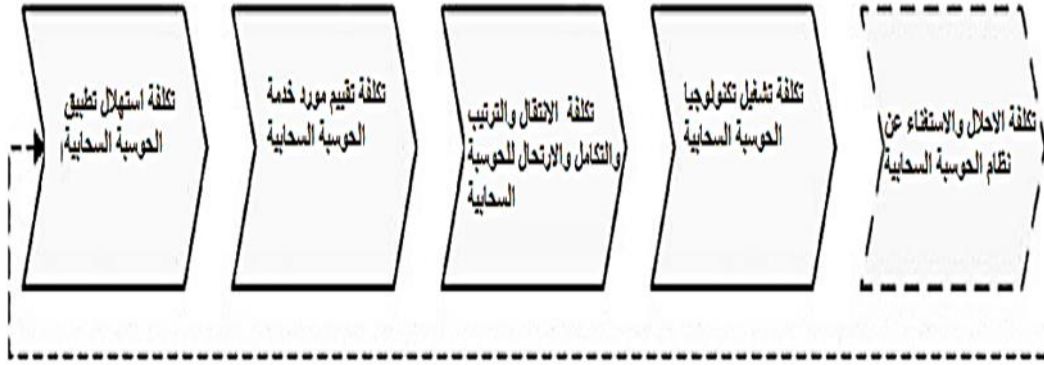 تكلفة استهلال تطبيق
الحوسبة السحابية
تكلفة تقييم مورد خدمة
الحوسبة السحابية
تكلفة الانتقال والترتيب
والتكامل والارتحال للحوسبة
السحابية
تكلفة تشغيل تكنولوجيا
الحوسبة السحابية
تكلفة الاحلال والاستغناء عن
نظام الحوسبة السحابية